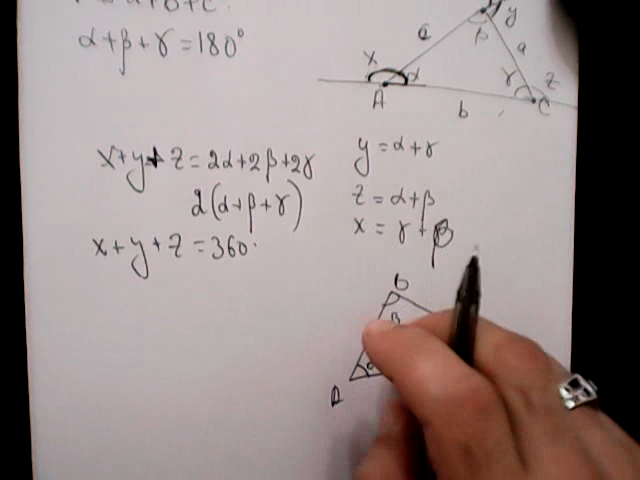 α+β+γ=180°
c
y
β
a
x
α
γ
z
A
b
C
x+y+z=2α+2β+2γ
y=α+γ
2(α+β+γ)
z=α+β
x=γ+β
x+y+z=360°
B
β
A